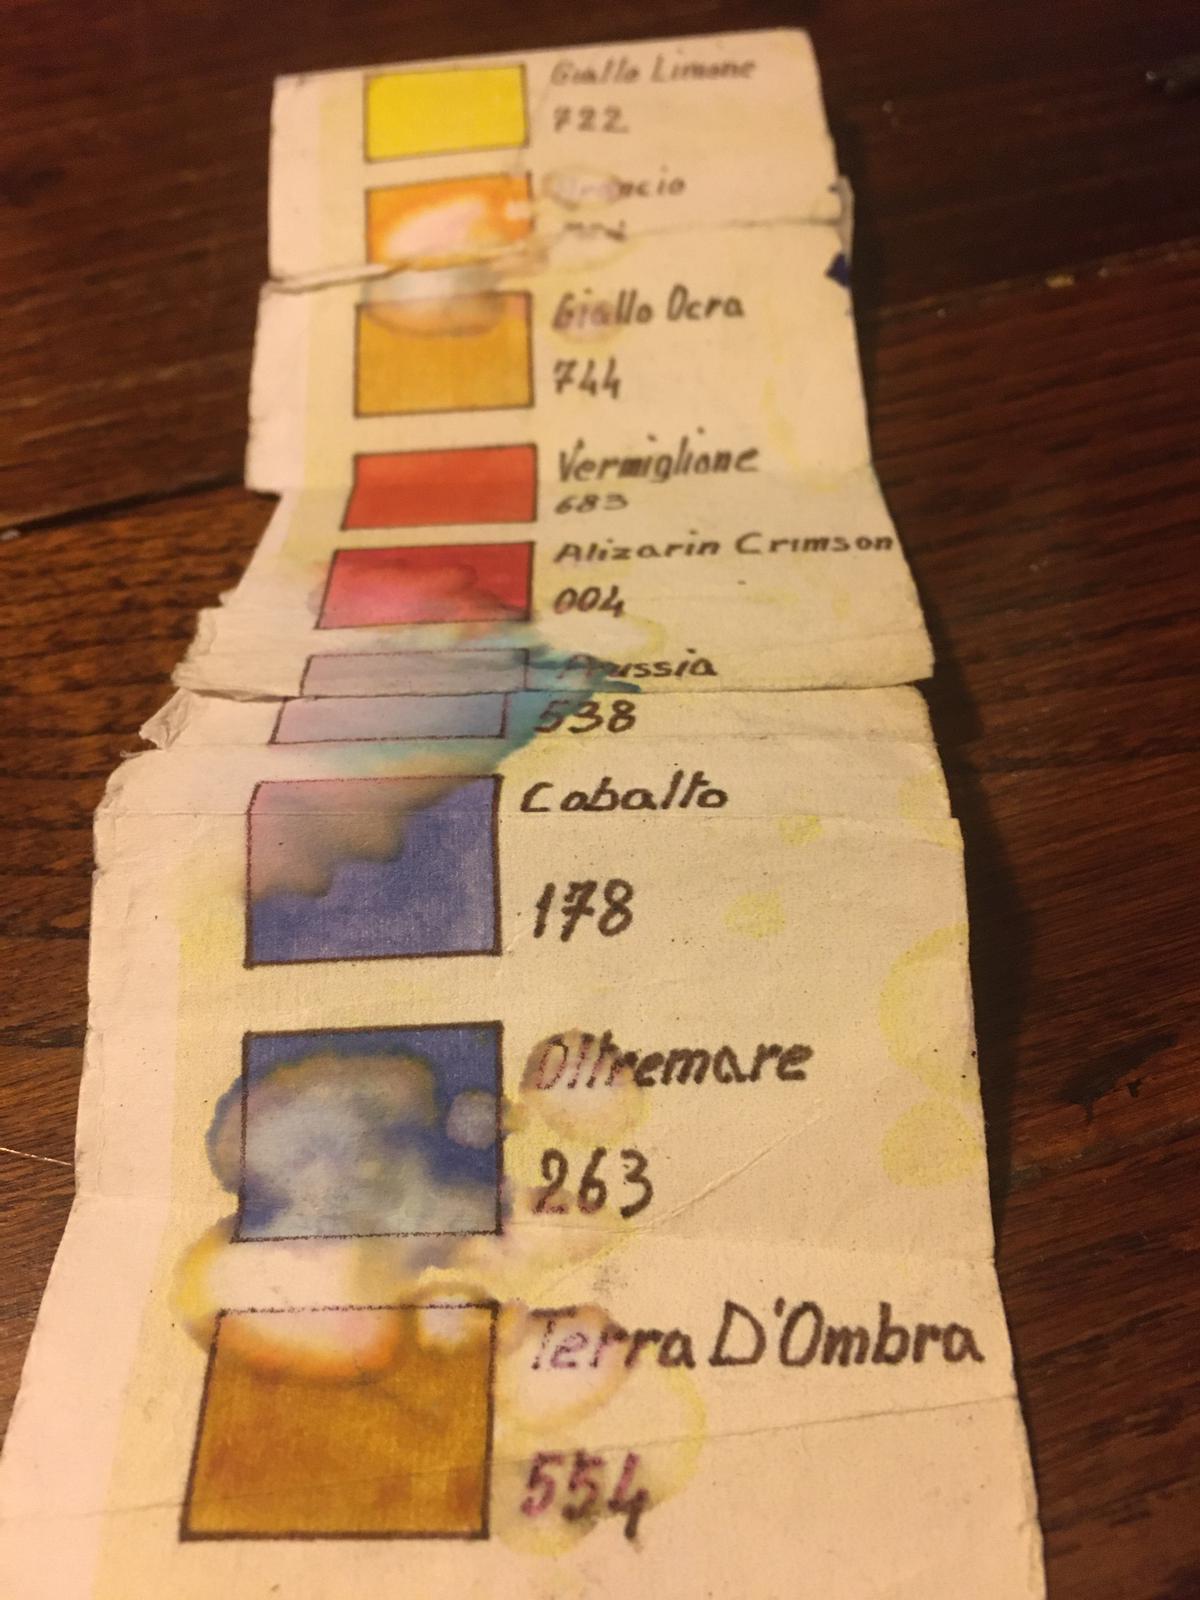 Giallo Limone
722
Giallo Ocra
744
Vermiglione
683
Alizarin Crimson
004
Prussia
538
Cobalto
178
Oltremare
263
Terra D'Ombra
554